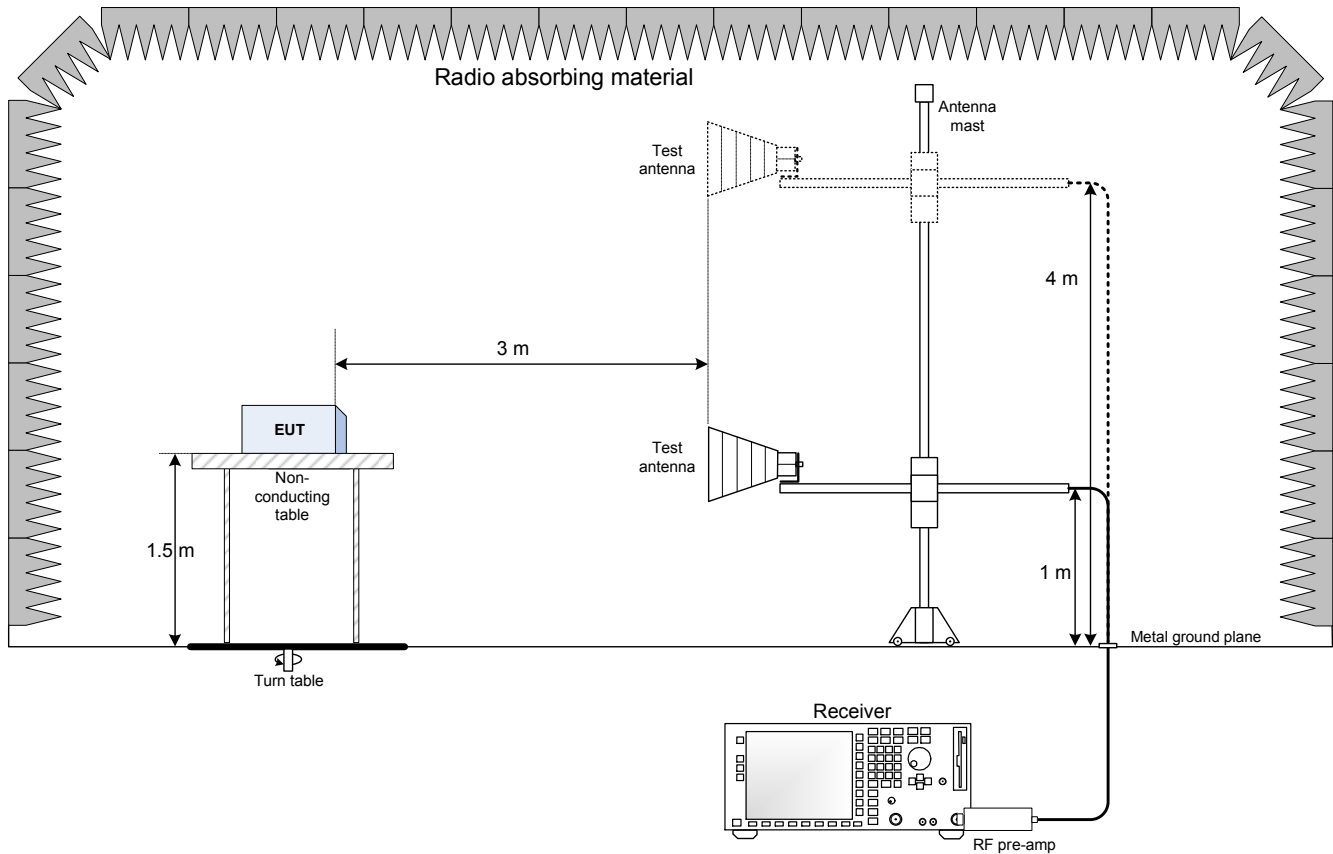 Radio absorbing material
Antenna
mast
Test
antenna
4 m
3 m
EUT
Test
antenna
Non-
conducting
table
1.5 m
1 m
Metal ground plane
Turn table
Receiver
RF pre-amp